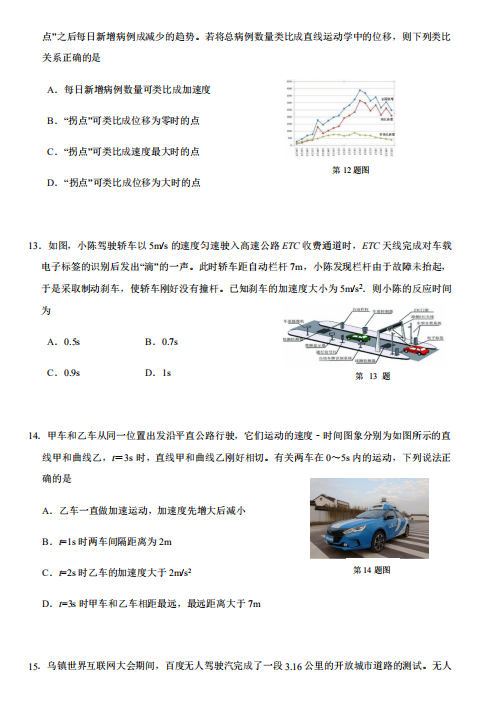 点”之后每日新增病例成减少的趋势。若将总病例数量类比成直线运动学中的位移，则下列类比
关系正确的是
A．每日新增病例数量可类比成加速度
B．“拐点”可类比成位移为零时的点
C．“拐点”可类比成速度最大时的点
D．“拐点”可类比成位移为大时的点
第 12题图
13．如图，小陈驾驶轿车以 5m/s 的速度匀速驶入高速公路 ETC 收费通道时，ETC 天线完成对车载
电子标签的识别后发出“滴”的一声。此时轿车距自动栏杆 7m，小陈发现栏杆由于故障未抬起，
于是采取制动刹车，使轿车刚好没有撞杆。已知刹车的加速度大小为 5m/s²．则小陈的反应时间
为
A．0.5s B．0.7s
C．0.9s D．1s
第 13 题
14．甲车和乙车从同一位置出发沿平直公路行驶，它们运动的速度﹣时间图象分别为如图所示的直
线甲和曲线乙，t＝3s 时，直线甲和曲线乙刚好相切。有关两车在 0～5s 内的运动，下列说法正
确的是
A．乙车一直做加速运动，加速度先增大后减小
B．t=1s 时两车间隔距离为 2m
C．t=2s 时乙车的加速度大于 2m/s²
D．t=3s 时甲车和乙车相距最远，最远距离大于 7m
第 14 题图
15．乌镇世界互联网大会期间，百度无人驾驶汽完成了一段 3.16 公里的开放城市道路的测试。无人